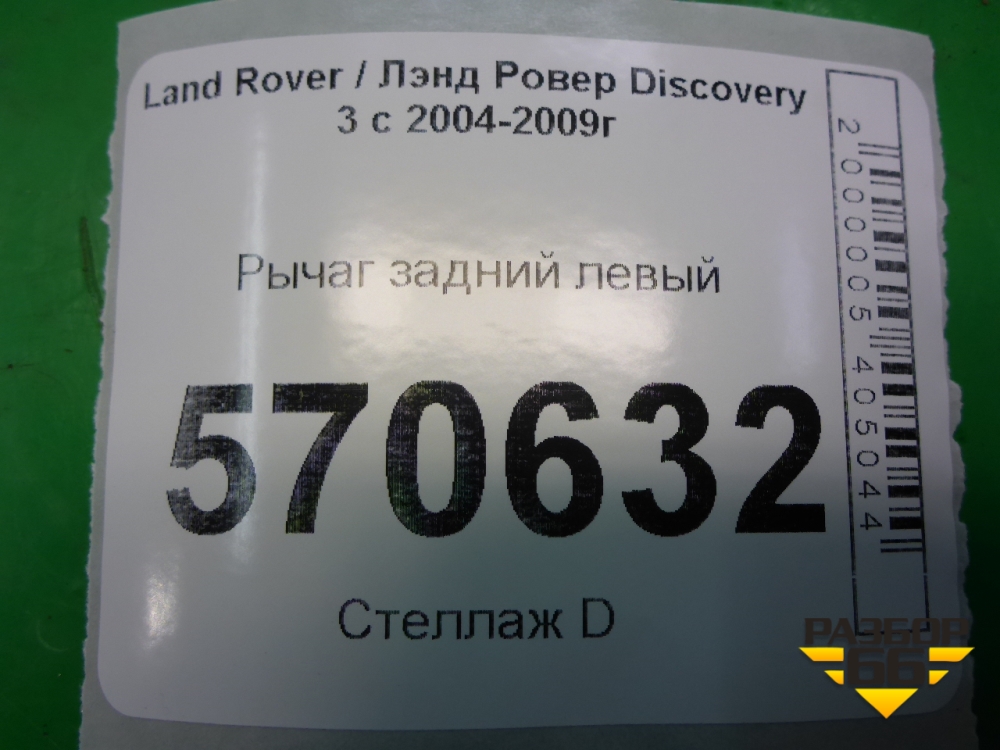 Land Rover / Лэнд Ровер Discovery
3 с 2004-2009г
Рычаг задний левый
570632
Стеллаж D
2000005405044
РАЗБОР
66